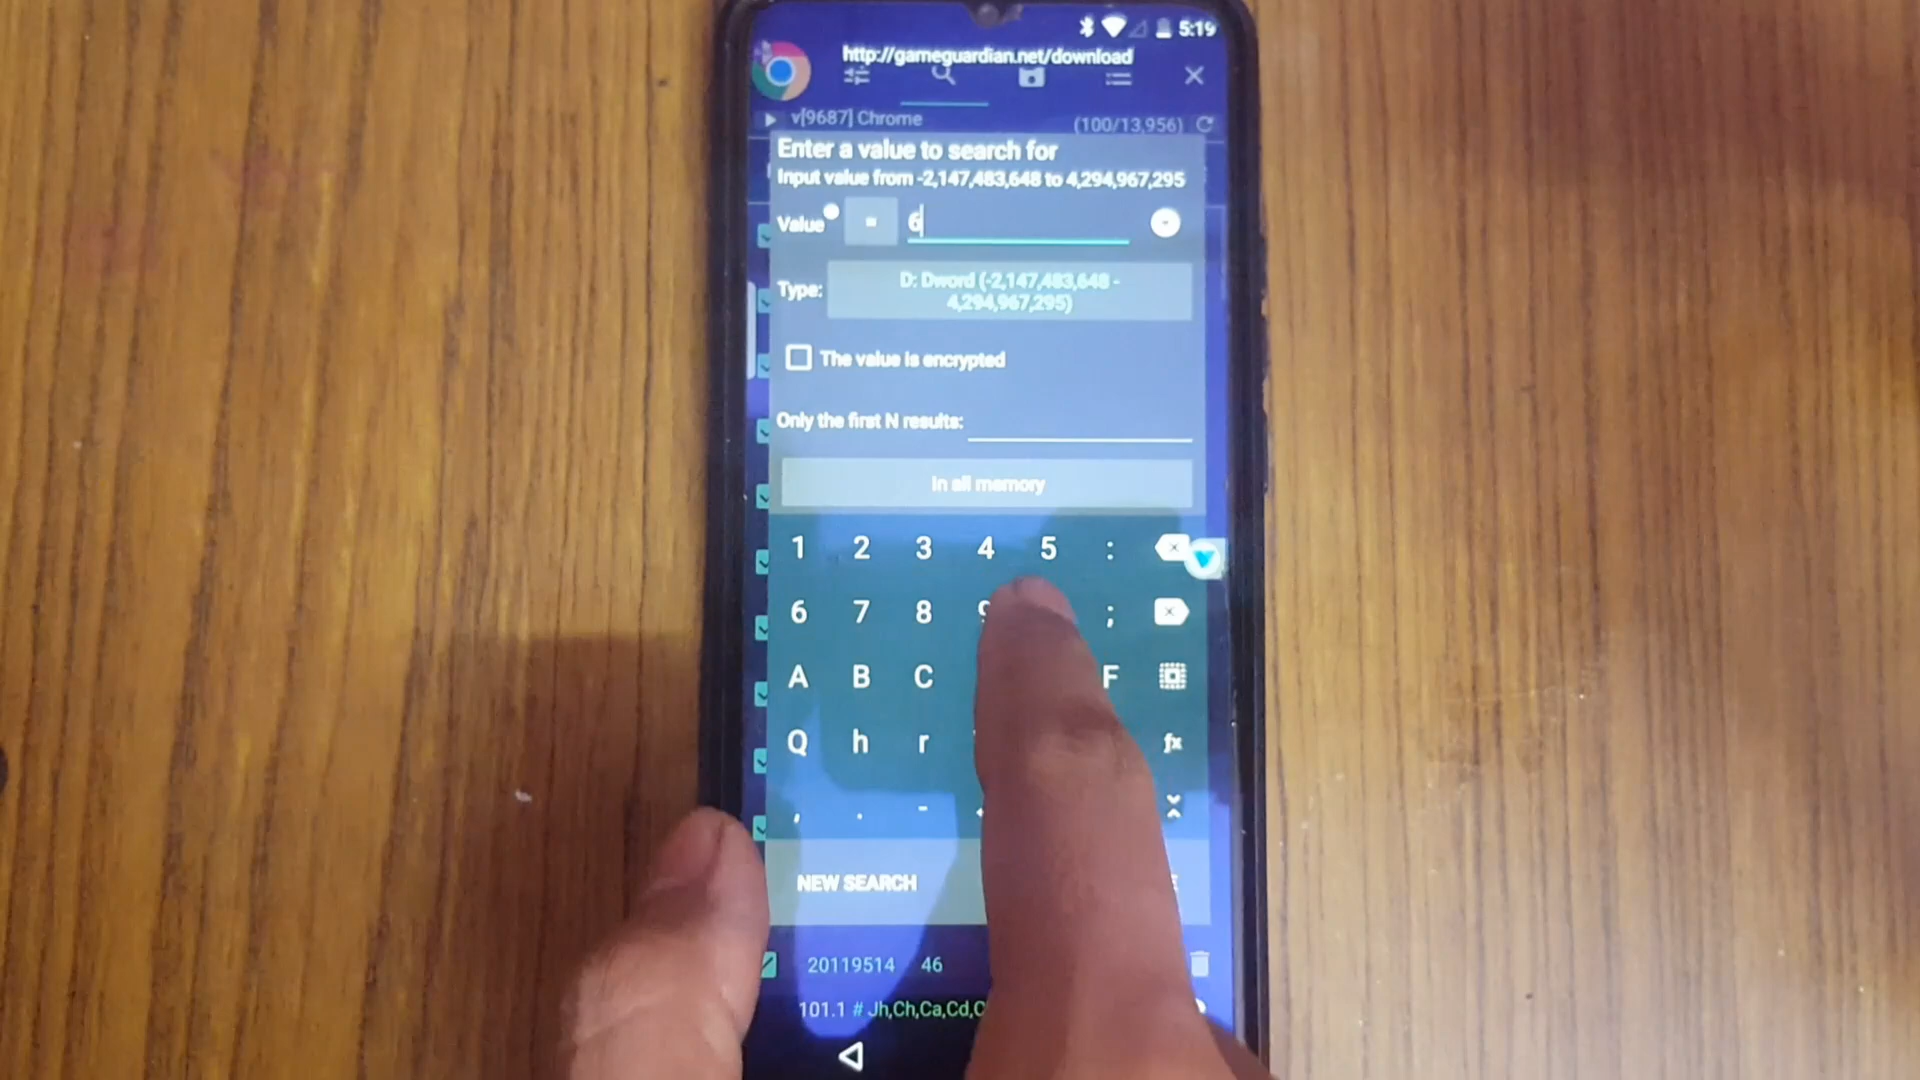 5:19
http://gameguardian.net/download
v[9687] Chrome (100/13,956)
Enter a value to search for
Input value from -2,147,483,648 to 4,294,967,295
Value = 6
Type: D: Dword (-2,147,483,648 -
4,294,967,295)
The value is encrypted
Only the first N results:
In all memory
1 2 3 4 5 :
6 7 8 9 ;
A B C F
Q h r fx
, . -
NEW SEARCH
20119514 46
101.1 # Jh,Ch,Ca,Cd,